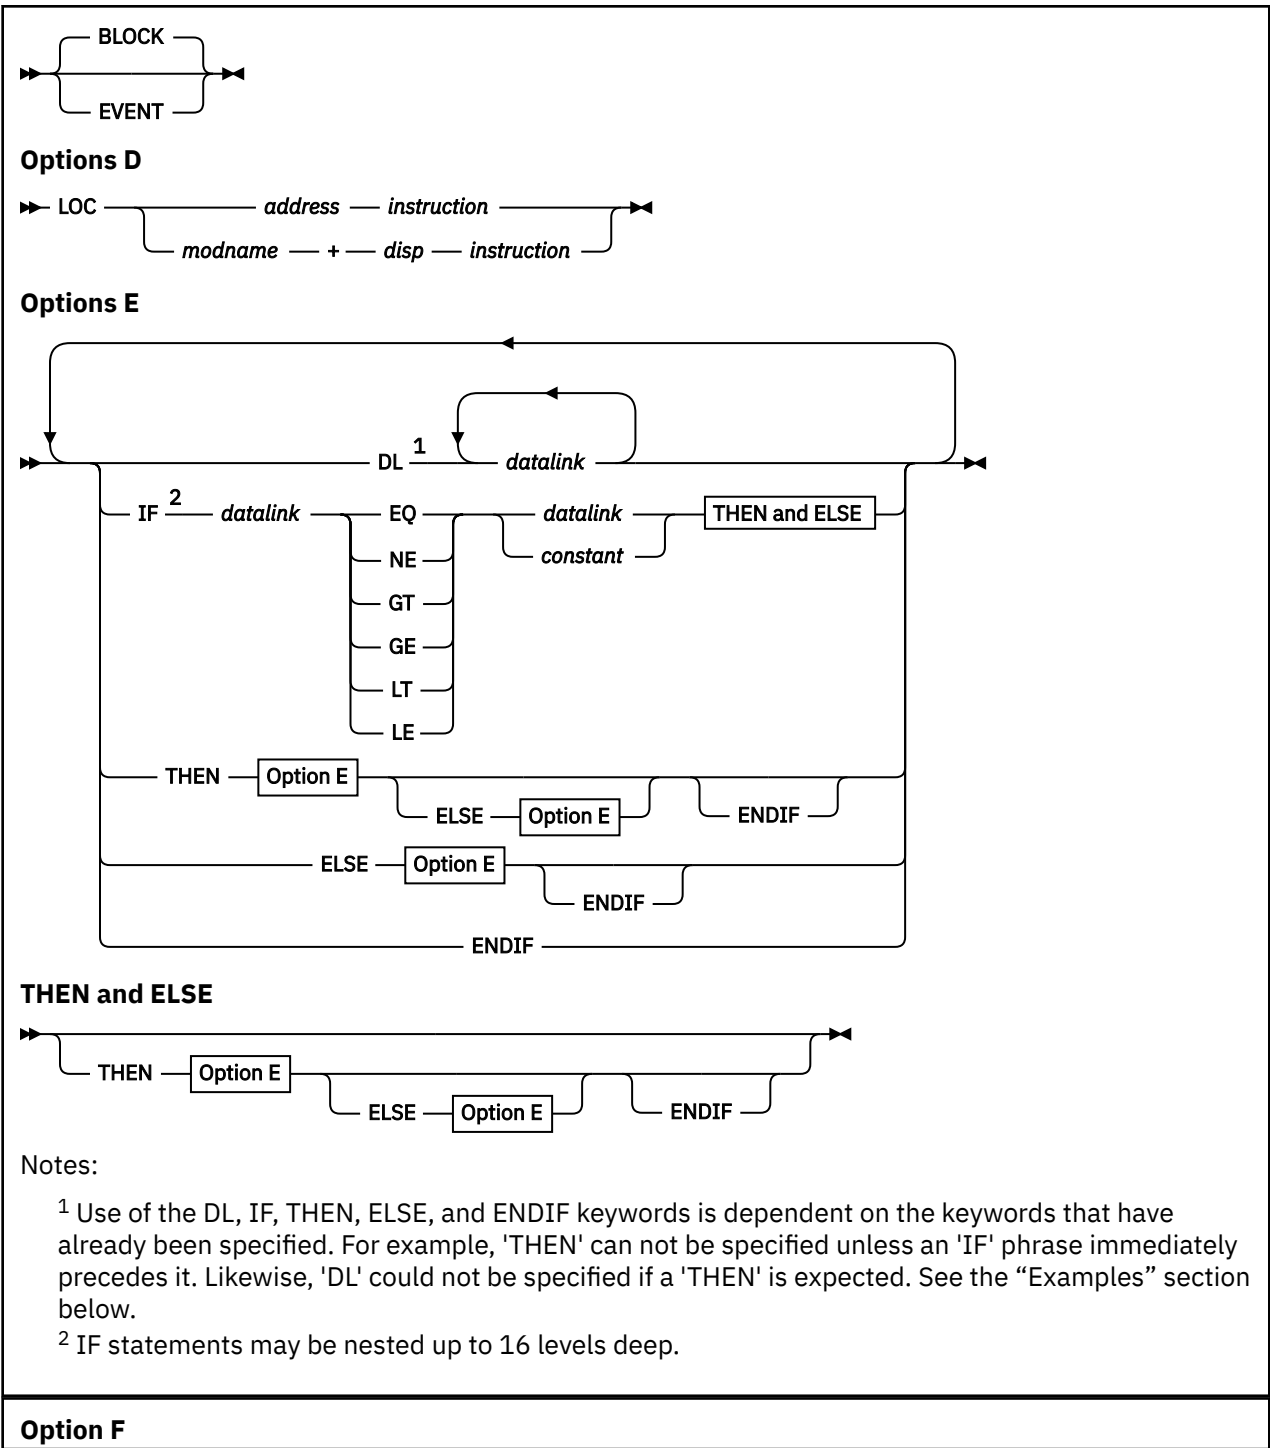 BLOCK
EVENT
Options D
LOC address instruction
modname + disp instruction
Options E
DL 1 datalink
IF 2 datalink EQ datalink THEN and ELSE
NE constant
GT
GE
LT
LE
THEN Option E
ELSE Option E ENDIF
ELSE Option E
ENDIF
ENDIF
THEN and ELSE
THEN Option E
ELSE Option E ENDIF
Notes:
1 Use of the DL, IF, THEN, ELSE, and ENDIF keywords is dependent on the keywords that have
already been specified. For example, 'THEN' can not be specified unless an 'IF' phrase immediately
precedes it. Likewise, 'DL' could not be specified if a 'THEN' is expected. See the “Examples” section
below.
2 IF statements may be nested up to 16 levels deep.
Option F